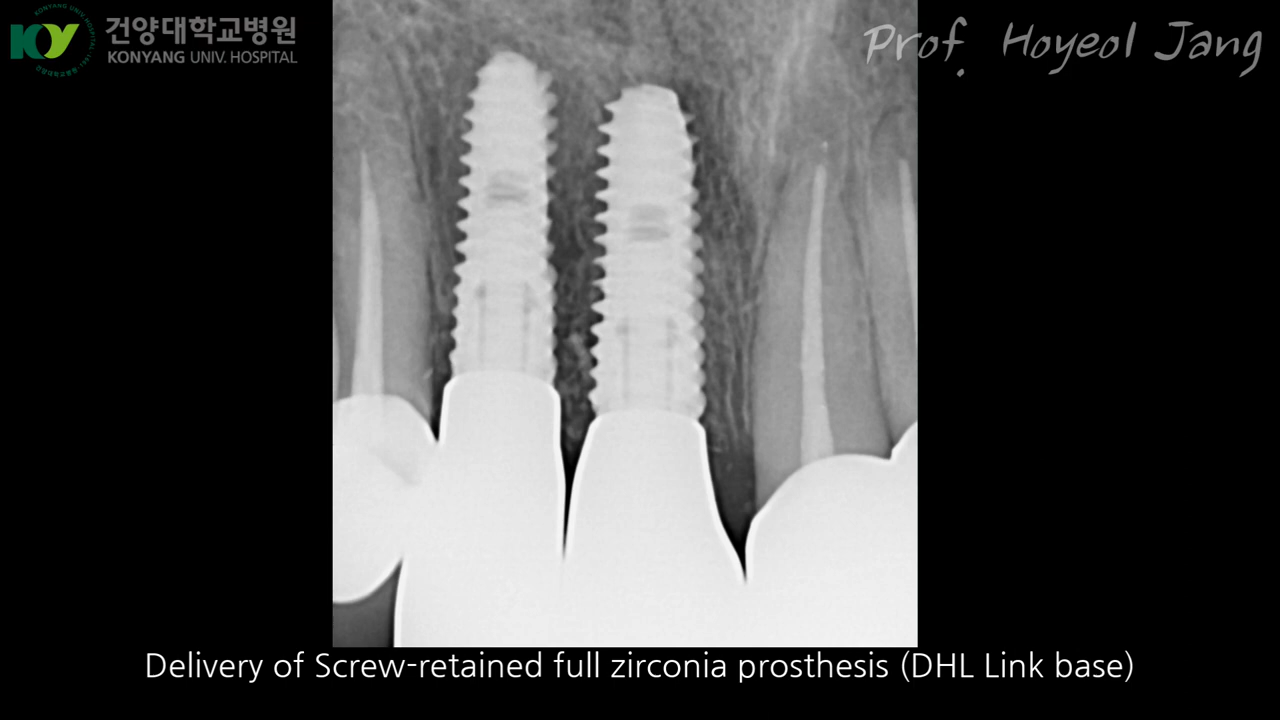 건양대학교병원
KONYANG UNIV. HOSPITAL
Prof. Hoyeol Jang
Delivery of Screw-retained full zirconia prosthesis (DHL Link base)